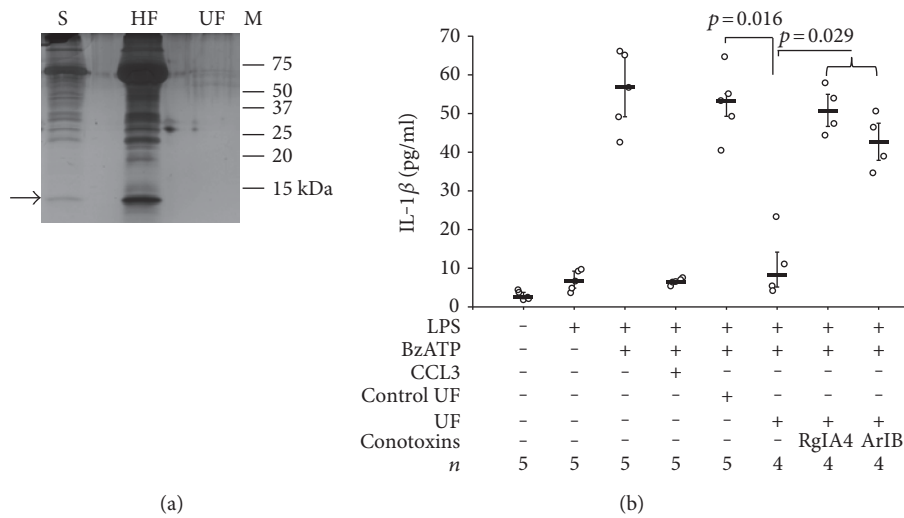 S HF UF M
75
50
37
25
20
15 kDa
(a)
p = 0.016
p = 0.029
IL-1β (pg/ml)
70
60
50
40
30
20
10
0
LPS – + + + + + + +
BzATP – – + + + + + +
CCL3 – – – + – – – –
Control UF – – – – + – – –
UF – – – – – + + +
Conotoxins – – – – – – RgIA4 ArIB
n 5 5 5 5 5 4 4 4
(b)